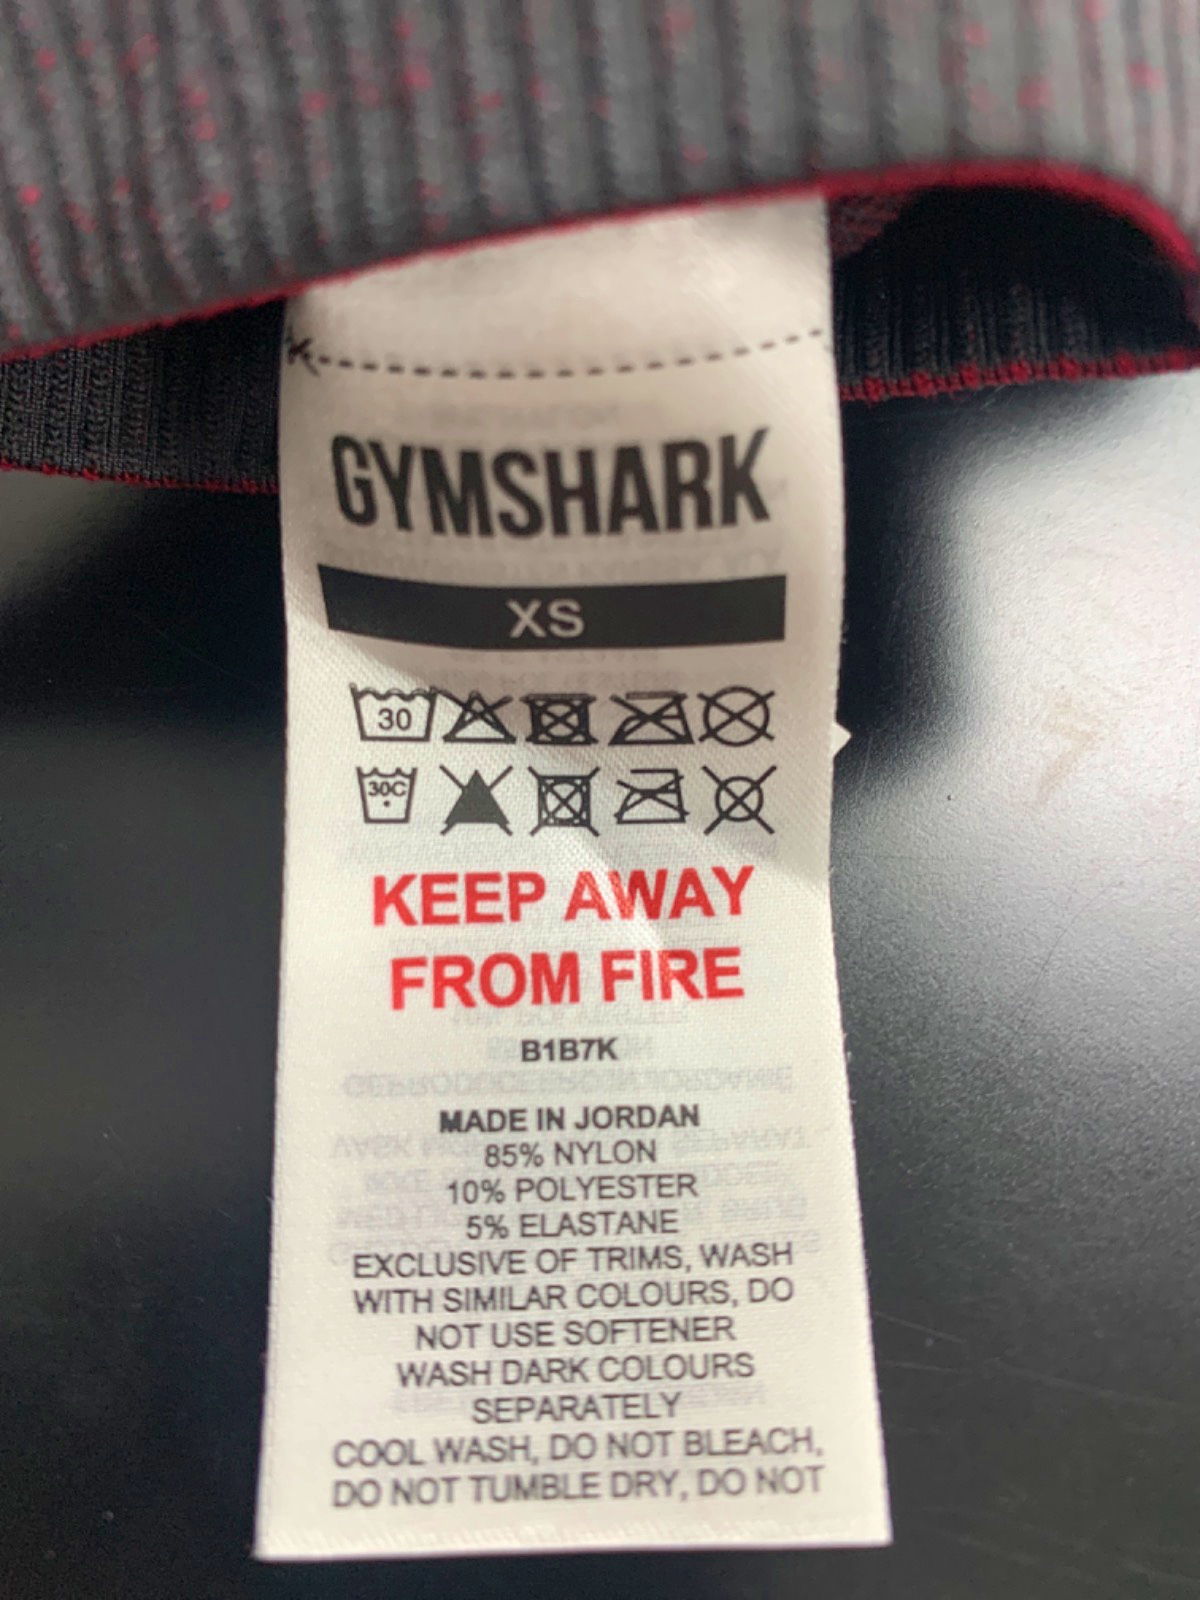 GYMSHARK
XS
30
30C
KEEP AWAY
FROM FIRE
B1B7K
MADE IN JORDAN
85% NYLON
10% POLYESTER
5% ELASTANE
EXCLUSIVE OF TRIMS, WASH
WITH SIMILAR COLOURS, DO
NOT USE SOFTENER
WASH DARK COLOURS
SEPARATELY
COOL WASH, DO NOT BLEACH,
DO NOT TUMBLE DRY, DO NOT